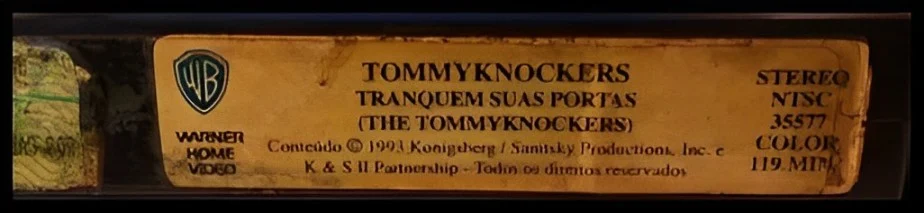 WB
WARNER
HOME
VIDEO
TOMMYKNOCKERS
TRANQUEM SUAS PORTAS
(THE TOMMYKNOCKERS)
Conteúdo © 1993 Konigsberg / Sanitsky Productions, Inc. e
K & S II Partnership - Todos os direitos reservados
STEREO
NTSC
35577
COLOR
119 MIN.